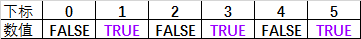 下标 0 1 2 3 4 5
数值 FALSE TRUE FALSE TRUE FALSE TRUE